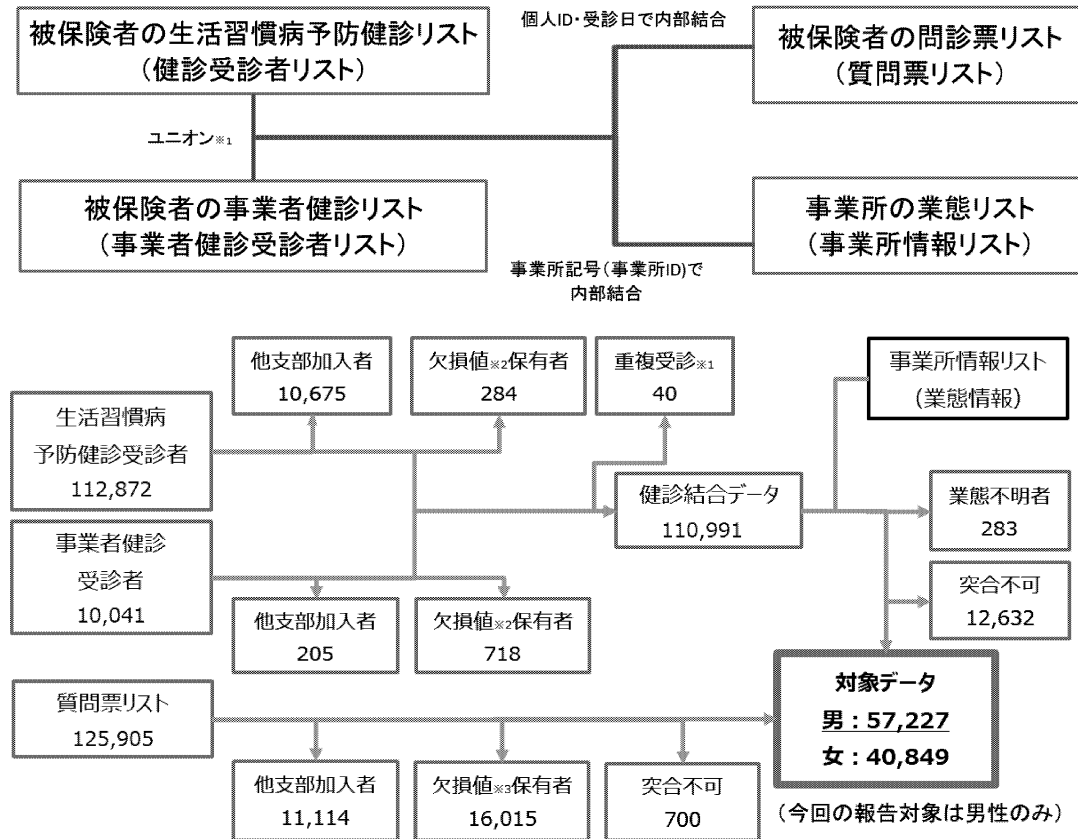 被保険者の生活習慣病予防健診リスト
(健診受診者リスト)
個人ID・受診日で内部結合
被保険者の問診票リスト
(質問票リスト)
ユニオン※1
被保険者の事業者健診リスト
(事業者健診受診者リスト)
事業所の業態リスト
(事業所情報リスト)
事業所記号(事業所ID)で
内部結合
他支部加入者
10,675
欠損値※2保有者
284
重複受診※1
40
事業所情報リスト
(業態情報)
生活習慣病
予防健診受診者
112,872
健診結合データ
110,991
業態不明者
283
事業者健診
受診者
10,041
突合不可
12,632
他支部加入者
205
欠損値※2保有者
718
対象データ
男:57,227
女:40,849
質問票リスト
125,905
他支部加入者
11,114
欠損値※3保有者
16,015
突合不可
700
(今回の報告対象は男性のみ)